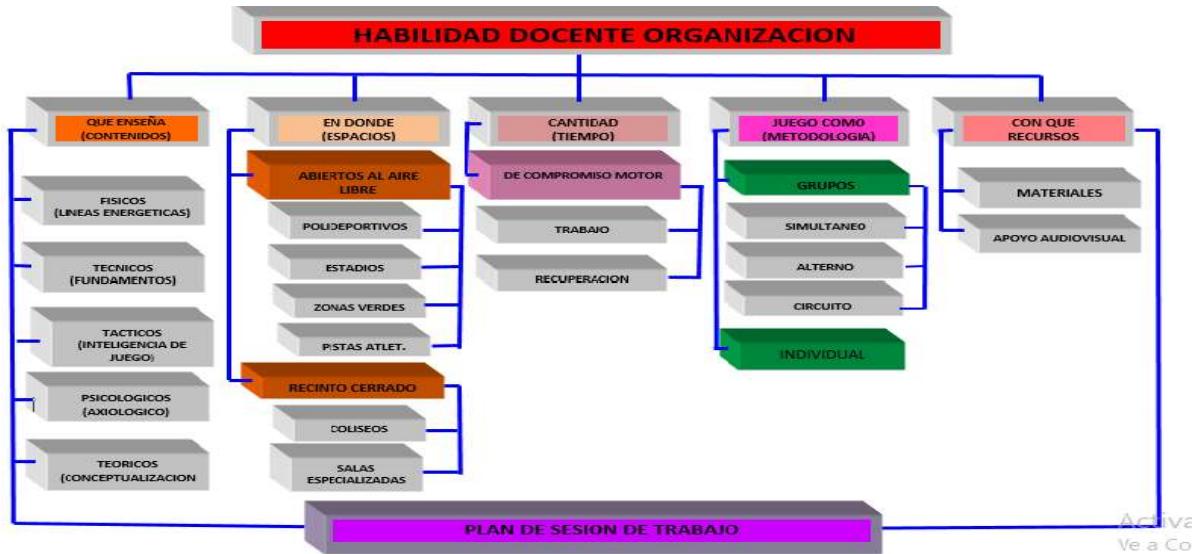 HABILIDAD DOCENTE ORGANIZACION
QUE ENSEÑA
(CONTENIDOS)
FISICOS
(LINEAS ENERGETICAS)
TECNICOS
(FUNDAMENTOS)
TACTICOS
(INTELIGENCIA DE
JUEGO)
PSICOLOGICOS
(AXIOLOGICO)
TEORICOS
(CONCEPTUALIZACION
EN DONDE
(ESPACIOS)
ABIERTOS AL AIRE
LIBRE
POLIDEPORTIVOS
ESTADIOS
ZONAS VERDES
PISTAS ATLET.
RECINTO CERRADO
COLISEOS
SALAS
ESPECIALIZADAS
CANTIDAD
(TIEMPO)
DE COMPROMISO MOTOR
TRABAJO
RECUPERACION
JUEGO COMO
(METODOLOGIA)
GRUPOS
SIMULTANEO
ALTERNO
CIRCUITO
INDIVIDUAL
CON QUE
RECURSOS
MATERIALES
APOYO AUDIOVISUAL
PLAN DE SESION DE TRABAJO
Activa
Ve a Co